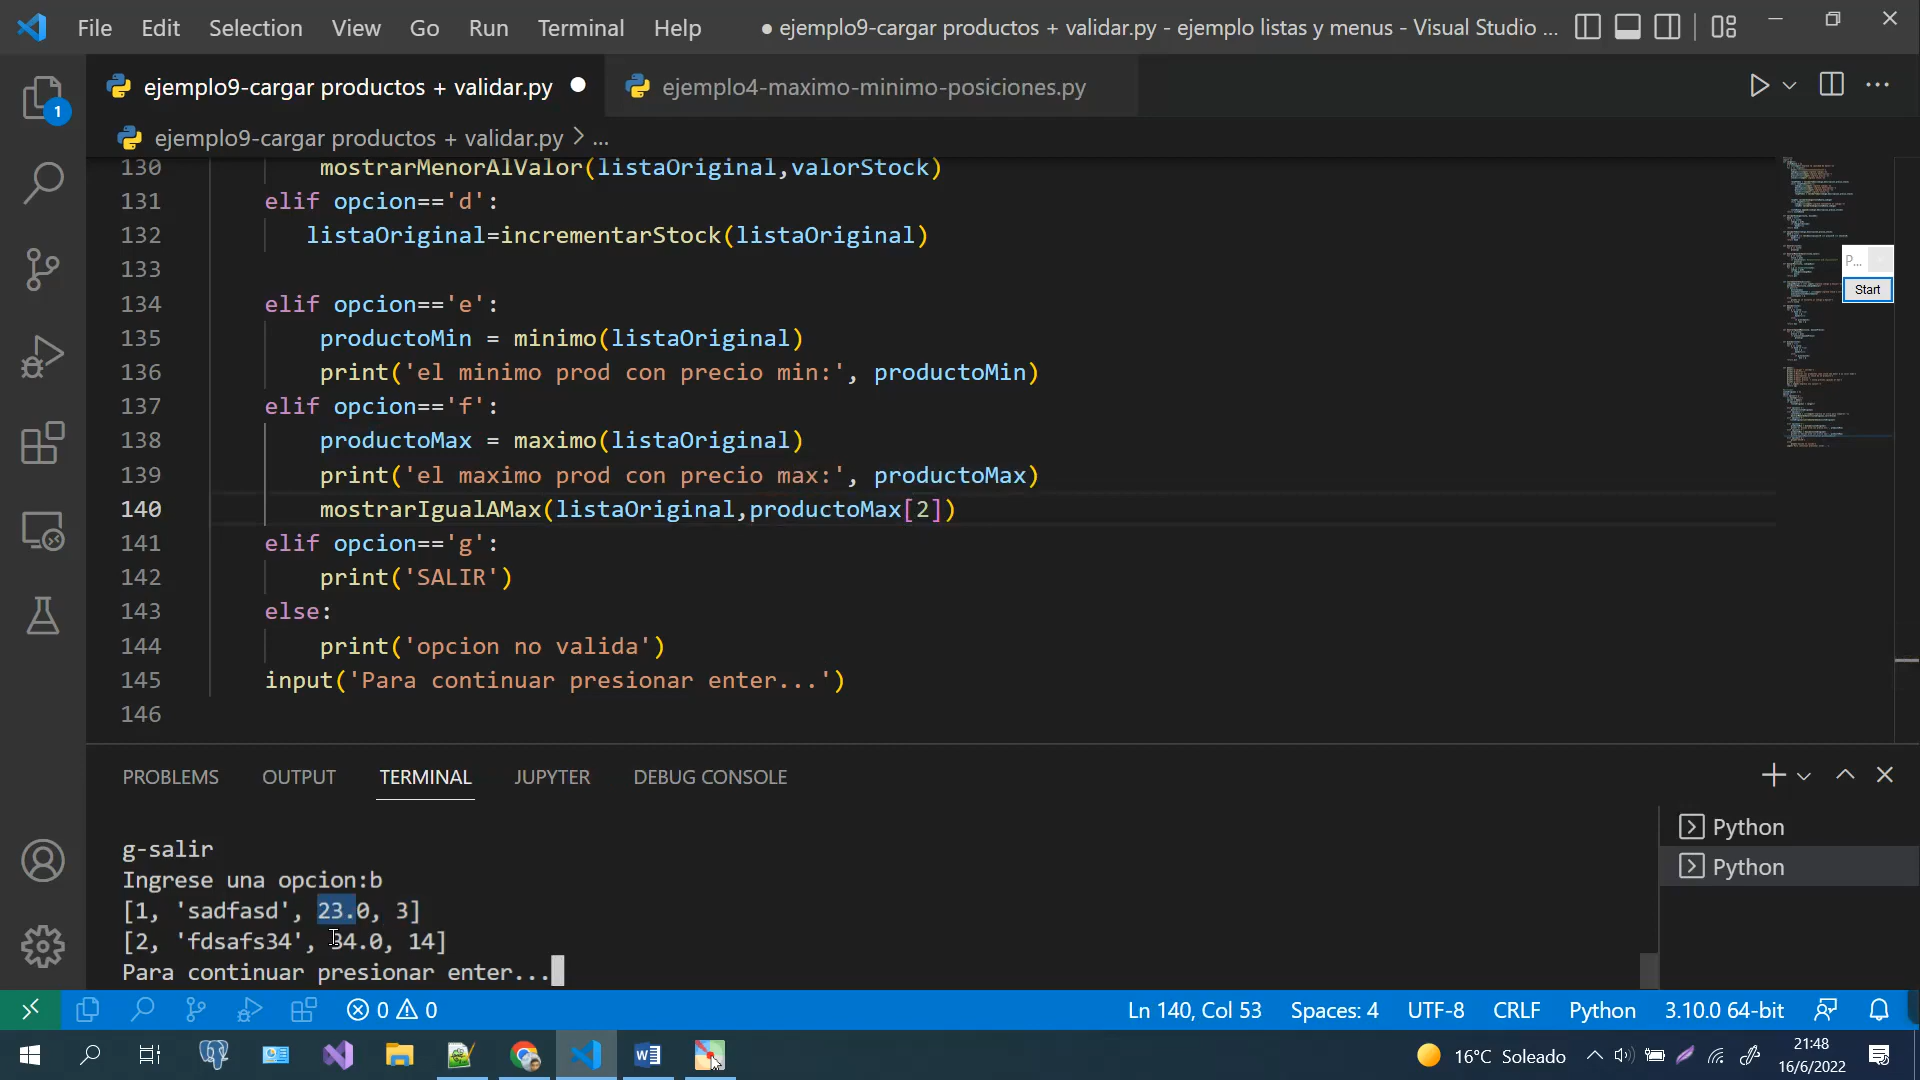 File Edit Selection View Go Run Terminal Help
● ejemplo9-cargar productos + validar.py - ejemplo listas y menus - Visual Studio ...
1
ejemplo9-cargar productos + validar.py
ejemplo4-maximo-minimo-posiciones.py
ejemplo9-cargar productos + validar.py > ...
130 mostrarMenorAlValor(listaOriginal,valorStock)
131 elif opcion=='d':
132 listaOriginal=incrementarStock(listaOriginal)
133
134 elif opcion=='e':
135 productoMin = minimo(listaOriginal)
136 print('el minimo prod con precio min:', productoMin)
137 elif opcion=='f':
138 productoMax = maximo(listaOriginal)
139 print('el maximo prod con precio max:', productoMax)
140 mostrarIgualAMax(listaOriginal,productoMax[2])
141 elif opcion=='g':
142 print('SALIR')
143 else:
144 print('opcion no valida')
145 input('Para continuar presionar enter...')
146
P...
Start
PROBLEMS OUTPUT TERMINAL JUPYTER DEBUG CONSOLE
g-salir
Ingrese una opcion:b
[1, 'sadfasd', 23.0, 3]
[2, 'fdsafs34', 34.0, 14]
Para continuar presionar enter...
Python
Python
0 0
Ln 140, Col 53 Spaces: 4 UTF-8 CRLF Python 3.10.0 64-bit
16°C Soleado
21:48
16/6/2022